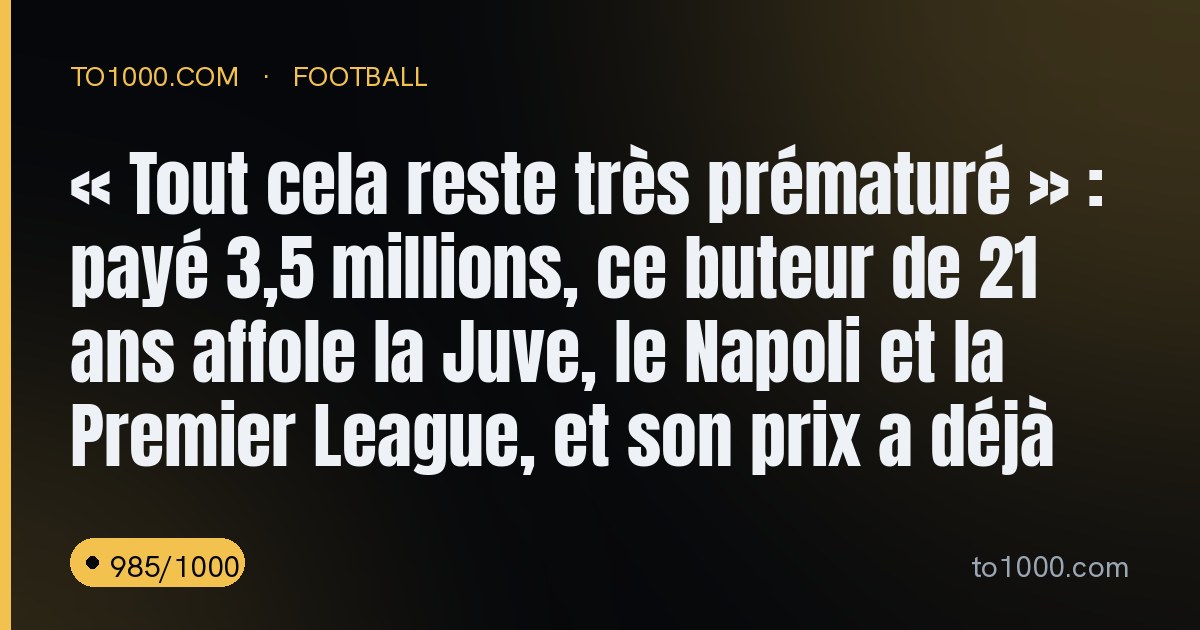 TO1000.COM · FOOTBALL
« Tout cela reste très prématuré » :
payé 3,5 millions, ce buteur de 21
ans affole la Juve, le Napoli et la
Premier League, et son prix a déjà
985/1000
to1000.com